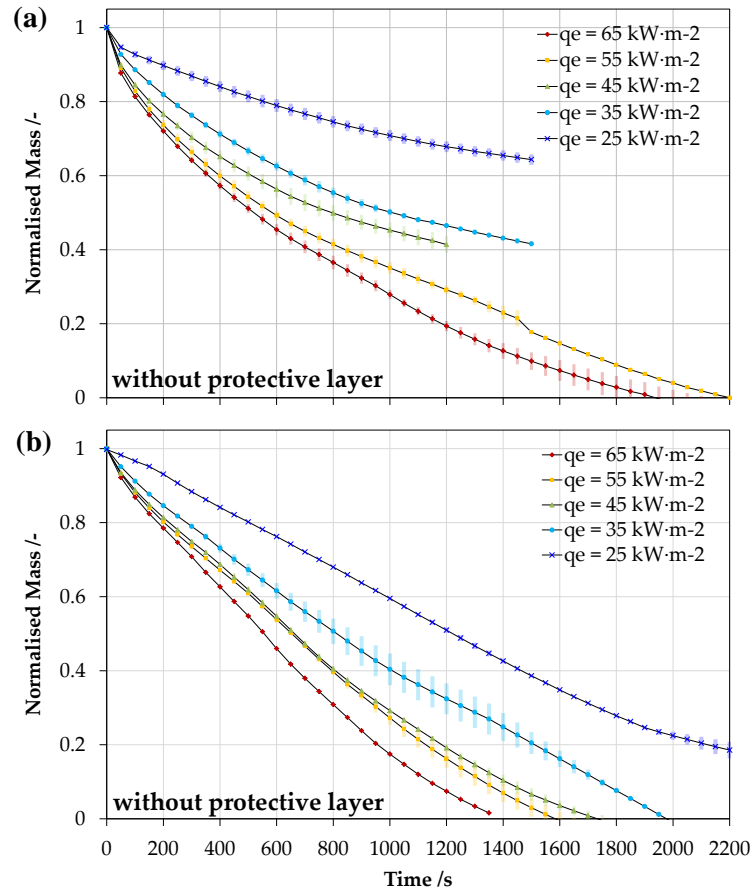 (a)
1
0.8
0.6
0.4
0.2
0
Normalised Mass /-
qe = 65 kW·m-2
qe = 55 kW·m-2
qe = 45 kW·m-2
qe = 35 kW·m-2
qe = 25 kW·m-2
without protective layer
(b)
1
0.8
0.6
0.4
0.2
0
Normalised Mass /-
qe = 65 kW·m-2
qe = 55 kW·m-2
qe = 45 kW·m-2
qe = 35 kW·m-2
qe = 25 kW·m-2
without protective layer
0 200 400 600 800 1000 1200 1400 1600 1800 2000 2200
Time /s